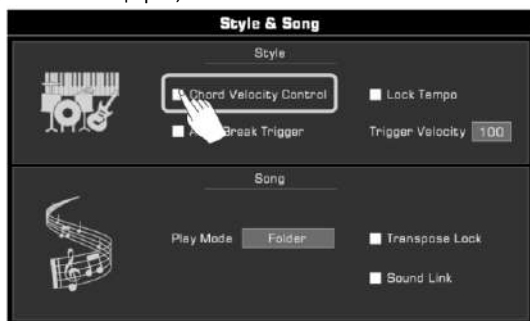 Style & Song
Style
Chord Velocity Control
Lock Tempo
Break Trigger
Trigger Velocity 100
Song
Play Mode Folder
Transpose Lock
Sound Link